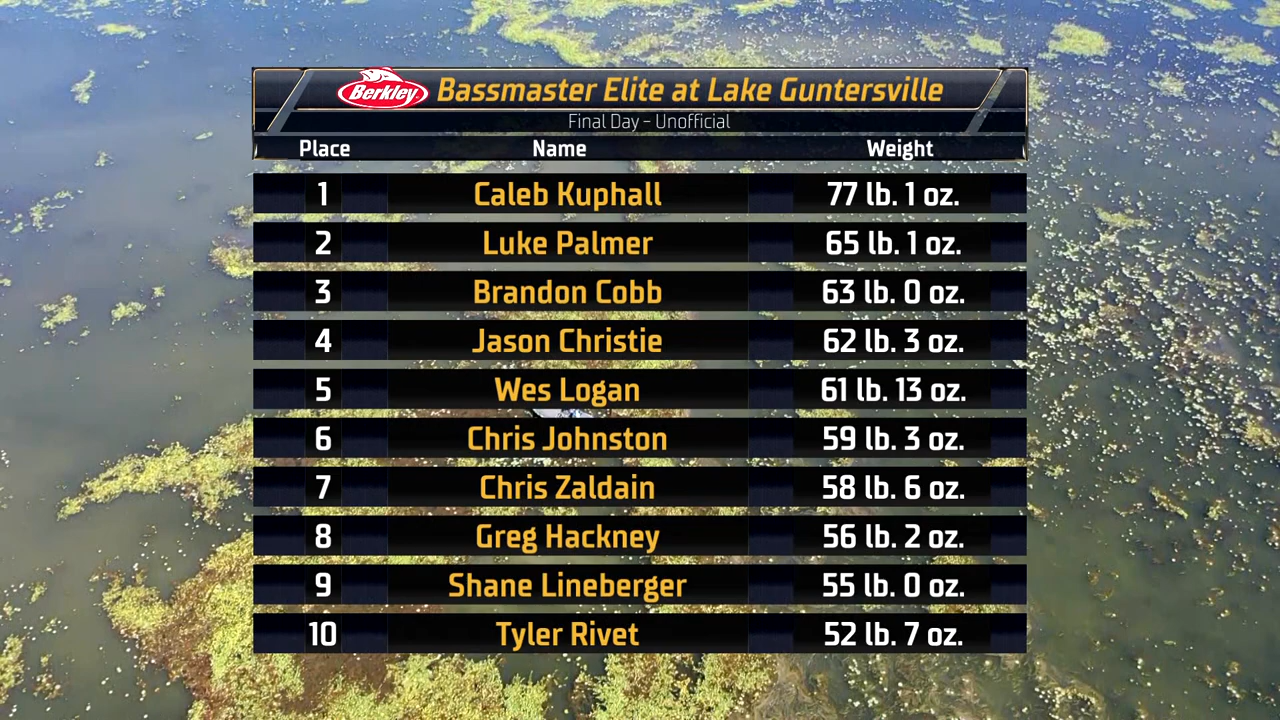 Berkley Bassmaster Elite at Lake Guntersville
Final Day - Unofficial
Place Name Weight
1 Caleb Kuphall 77 lb. 1 oz.
2 Luke Palmer 65 lb. 1 oz.
3 Brandon Cobb 63 lb. 0 oz.
4 Jason Christie 62 lb. 3 oz.
5 Wes Logan 61 lb. 13 oz.
6 Chris Johnston 59 lb. 3 oz.
7 Chris Zaldain 58 lb. 6 oz.
8 Greg Hackney 56 lb. 2 oz.
9 Shane Lineberger 55 lb. 0 oz.
10 Tyler Rivet 52 lb. 7 oz.